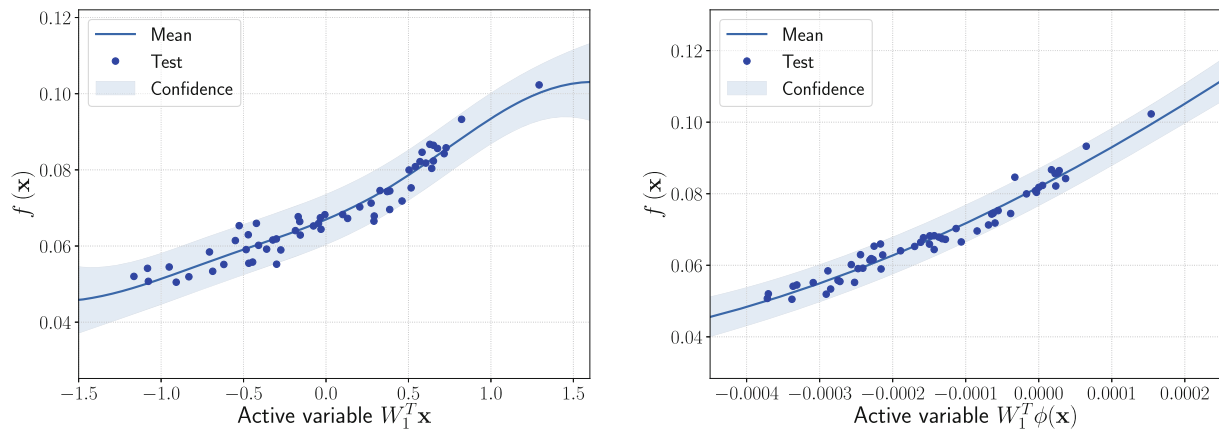 0.12
0.10
0.08
0.06
0.04
f (x)
Mean
Test
Confidence
−1.5 −1.0 −0.5 0.0 0.5 1.0 1.5
Active variable W_1^T x
0.12
0.10
0.08
0.06
0.04
f (x)
Mean
Test
Confidence
−0.0004 −0.0003 −0.0002 −0.0001 0.0000 0.0001 0.0002
Active variable W_1^T ϕ(x)